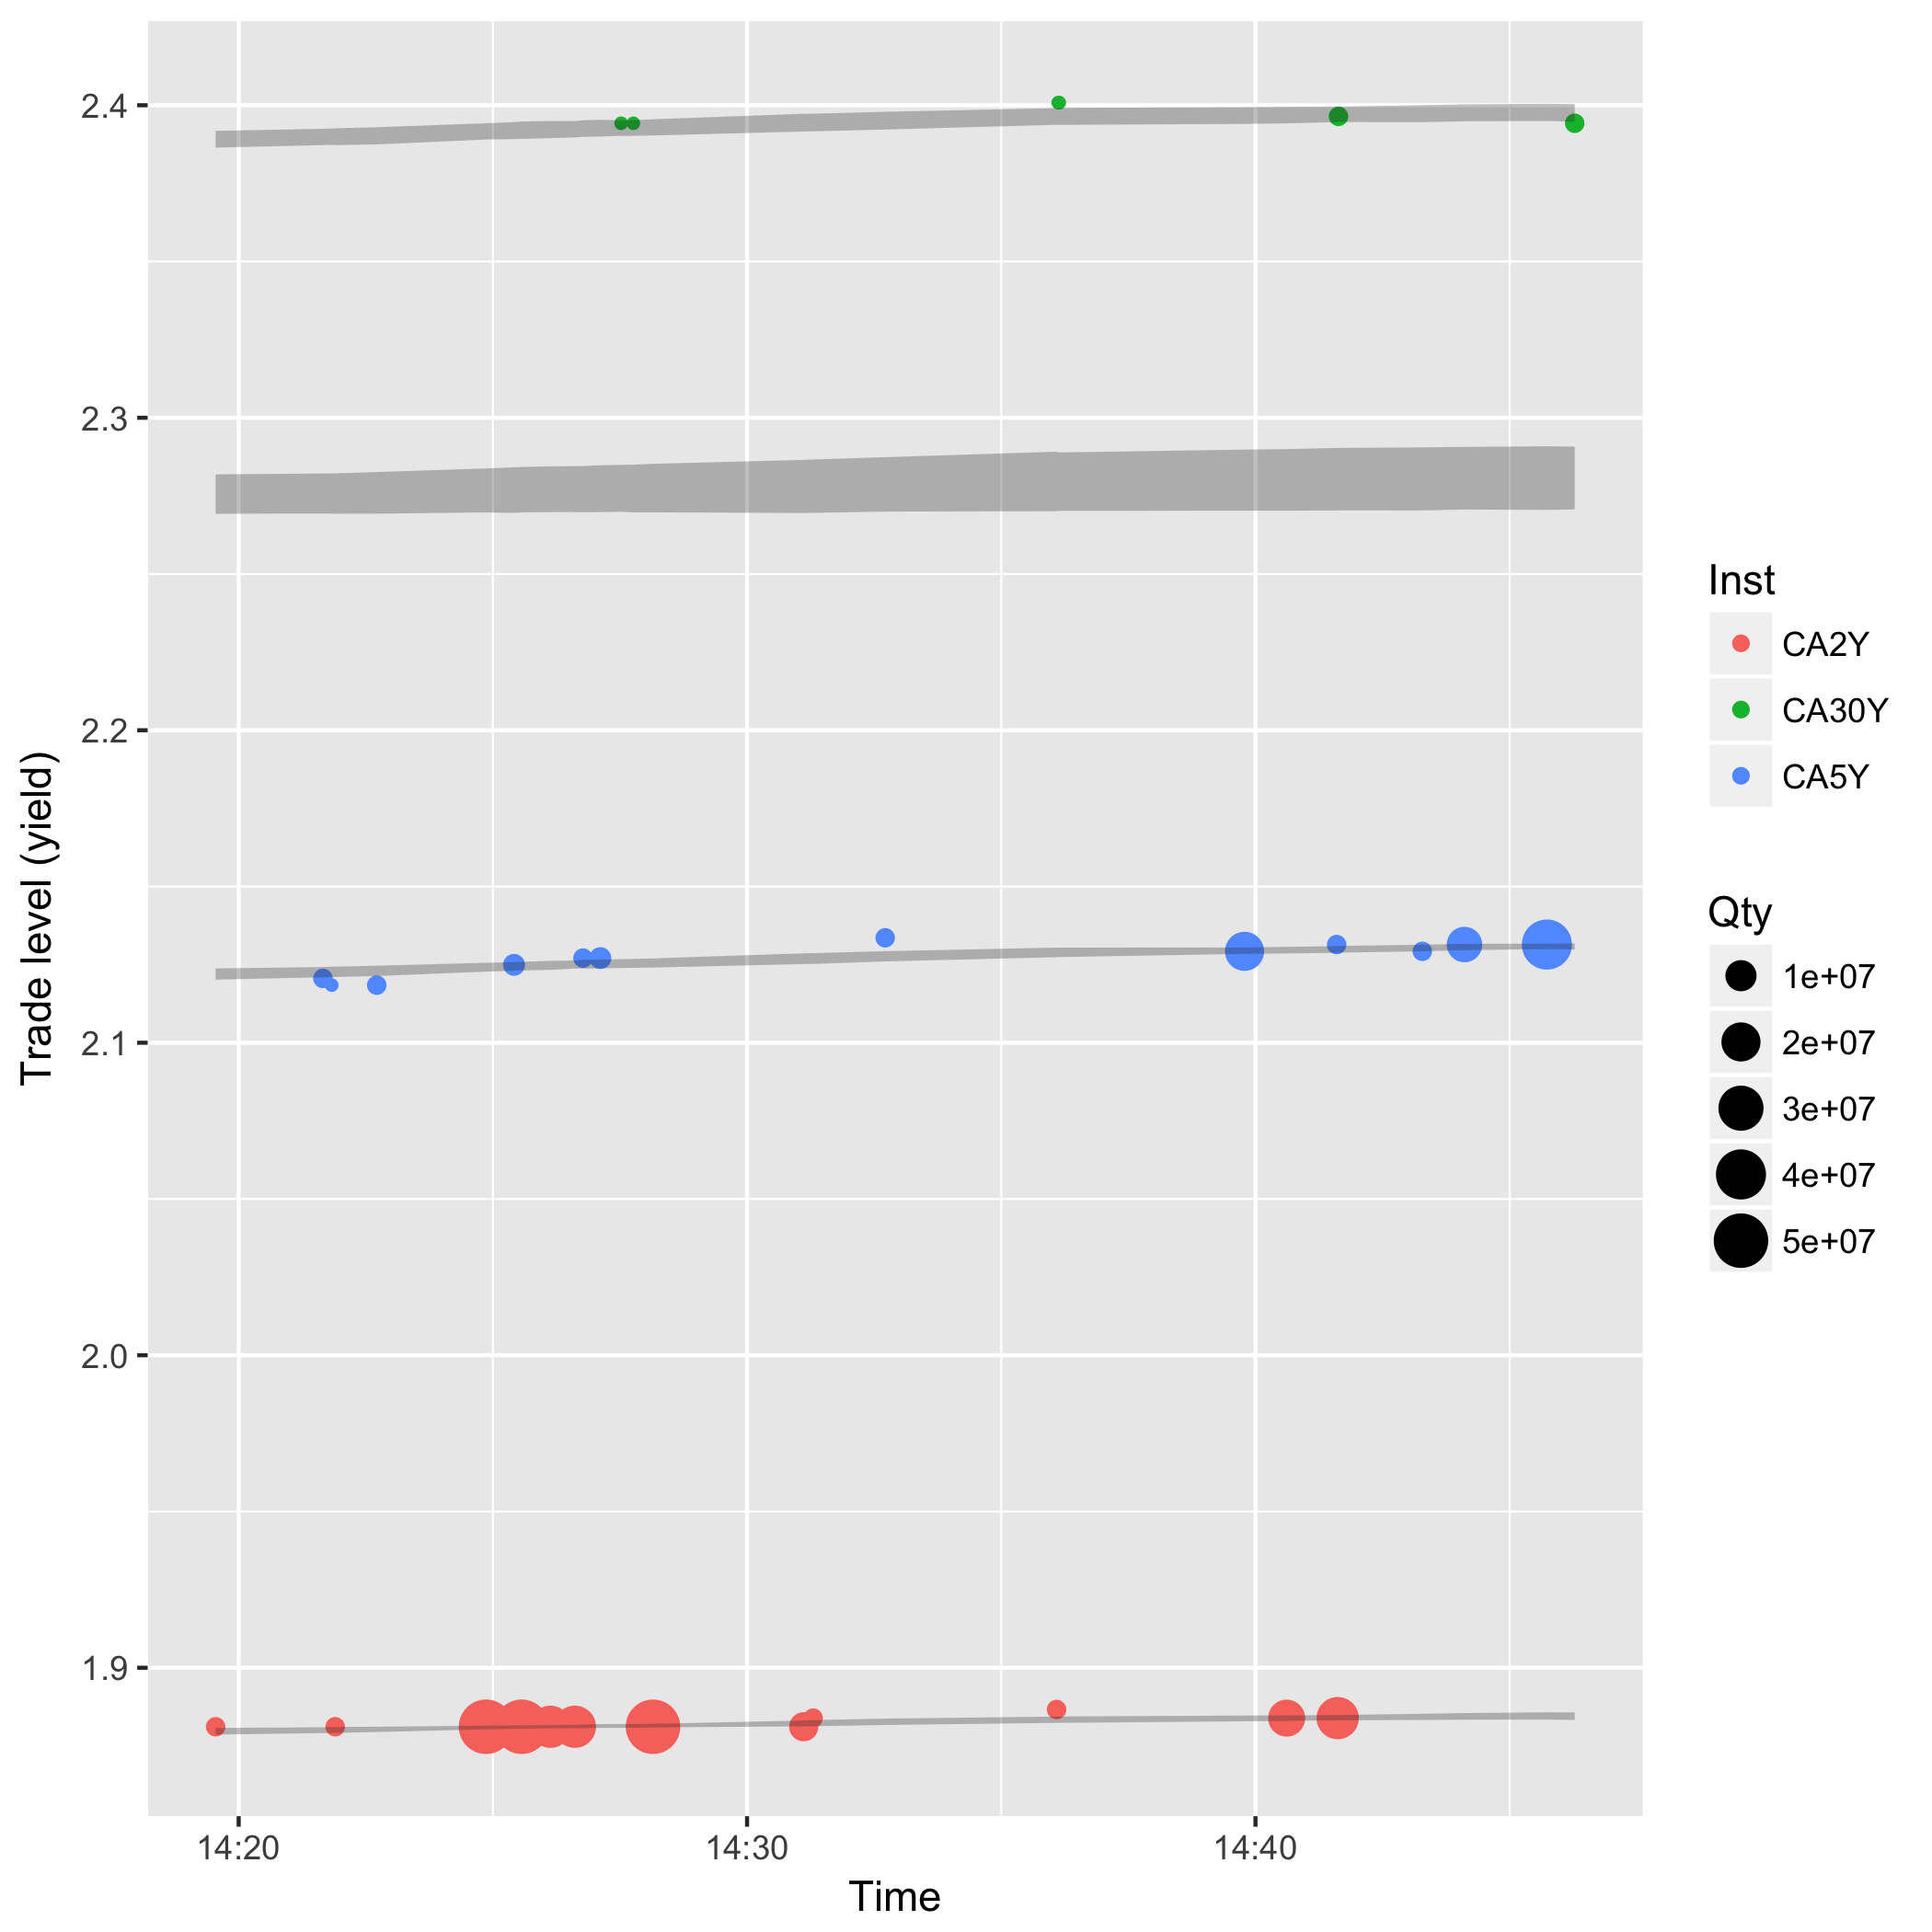 Trade level (yield)
2.4
2.3
2.2
2.1
2.0
1.9
14:20
14:30
14:40
Time
Inst
CA2Y
CA30Y
CA5Y
Qty
1e+07
2e+07
3e+07
4e+07
5e+07